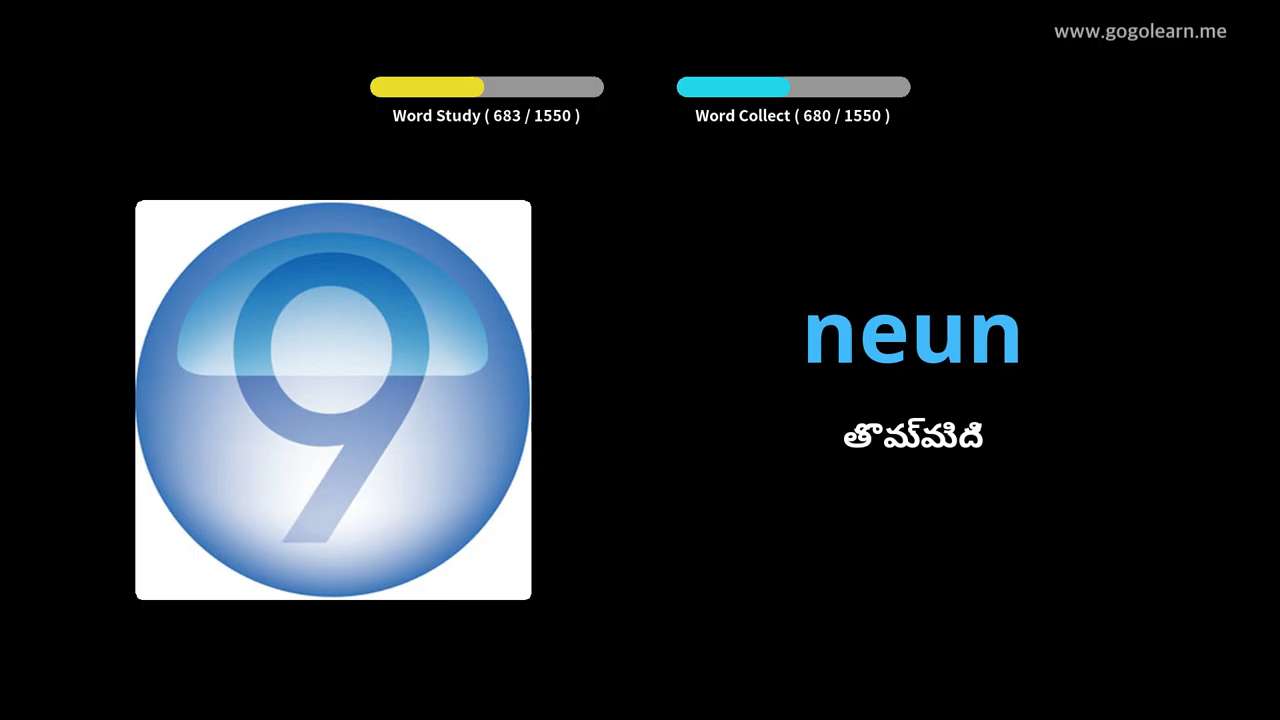 www.gogolearn.me
Word Study ( 683 / 1550 )
Word Collect ( 680 / 1550 )
9
neun
తొమ్మిది